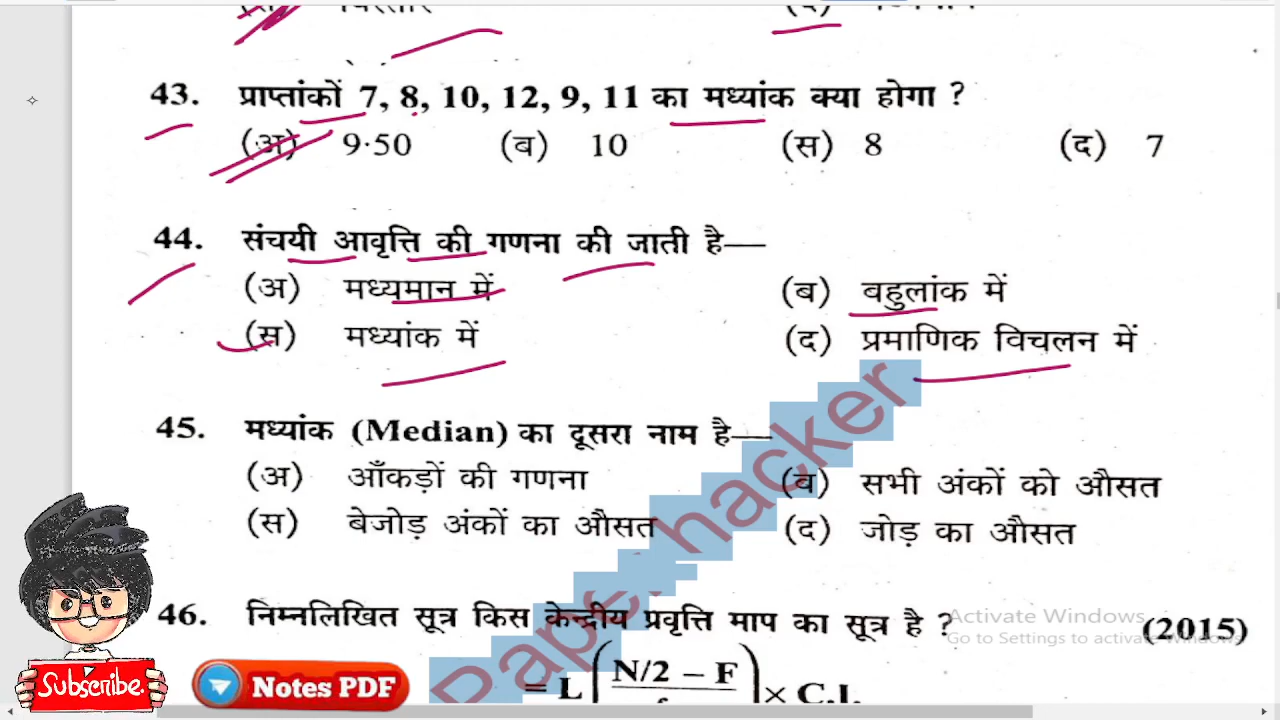 43. प्राप्तांकों 7, 8, 10, 12, 9, 11 का मध्यांक क्या होगा ?
(अ) 9·50 (ब) 10 (स) 8 (द) 7
44. संचयी आवृत्ति की गणना की जाती है—
(अ) मध्यमान में (ब) बहुलांक में
(स) मध्यांक में (द) प्रमाणिक विचलन में
45. मध्यांक (Median) का दूसरा नाम है—
(अ) आँकड़ों की गणना (ब) सभी अंकों को औसत
(स) बेजोड़ अंकों का औसत (द) जोड़ का औसत
46. निम्नलिखित सूत्र किस केन्द्रीय प्रवृत्ति माप का सूत्र है ? (2015)
= L (N/2 – F) × C.I.
Paper hacker
Activate Windows
Go to Settings to activate Windows.
Subscribe.
Notes PDF